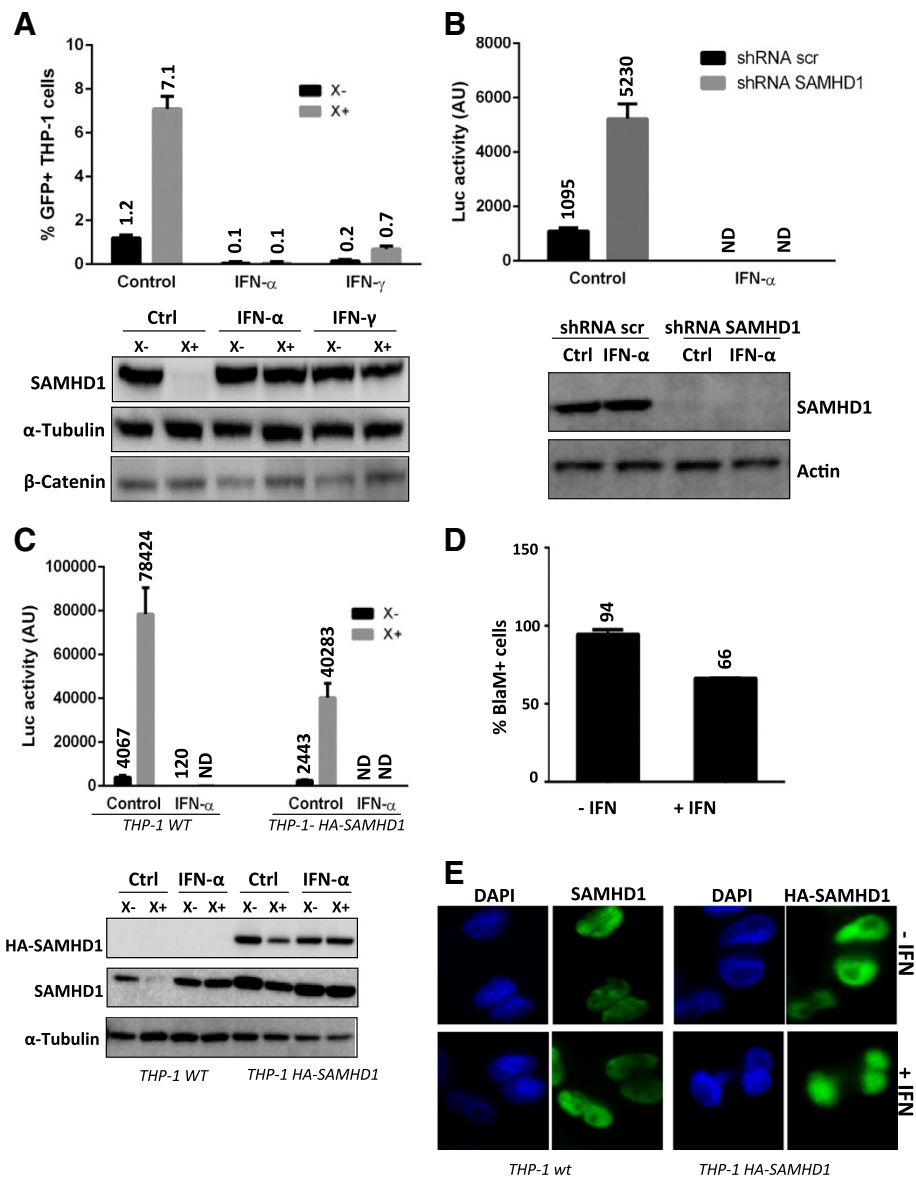 A
10
8
6
4
2
0
% GFP+ THP-1 cells
1.2
7.1
0.1
0.1
0.2
0.7
X-
X+
Control
IFN-α
IFN-γ
Ctrl
IFN-α
IFN-γ
X-
X+
X-
X+
X-
X+
SAMHD1
α-Tubulin
β-Catenin
B
8000
6000
4000
2000
0
Luc activity (AU)
1095
5230
ND
ND
shRNA scr
shRNA SAMHD1
Control
IFN-α
shRNA scr
shRNA SAMHD1
Ctrl
IFN-α
Ctrl
IFN-α
SAMHD1
Actin
C
100000
80000
60000
40000
20000
0
Luc activity (AU)
4067
78424
120
ND
2443
40283
ND
ND
X-
X+
Control
IFN-α
Control
IFN-α
THP-1 WT
THP-1- HA-SAMHD1
Ctrl
IFN-α
Ctrl
IFN-α
X-
X+
X-
X+
X-
X+
X-
X+
HA-SAMHD1
SAMHD1
α-Tubulin
THP-1 WT
THP-1 HA-SAMHD1
D
150
100
50
0
% BlaM+ cells
94
66
- IFN
+ IFN
E
DAPI
SAMHD1
DAPI
HA-SAMHD1
- IFN
+ IFN
THP-1 wt
THP-1 HA-SAMHD1